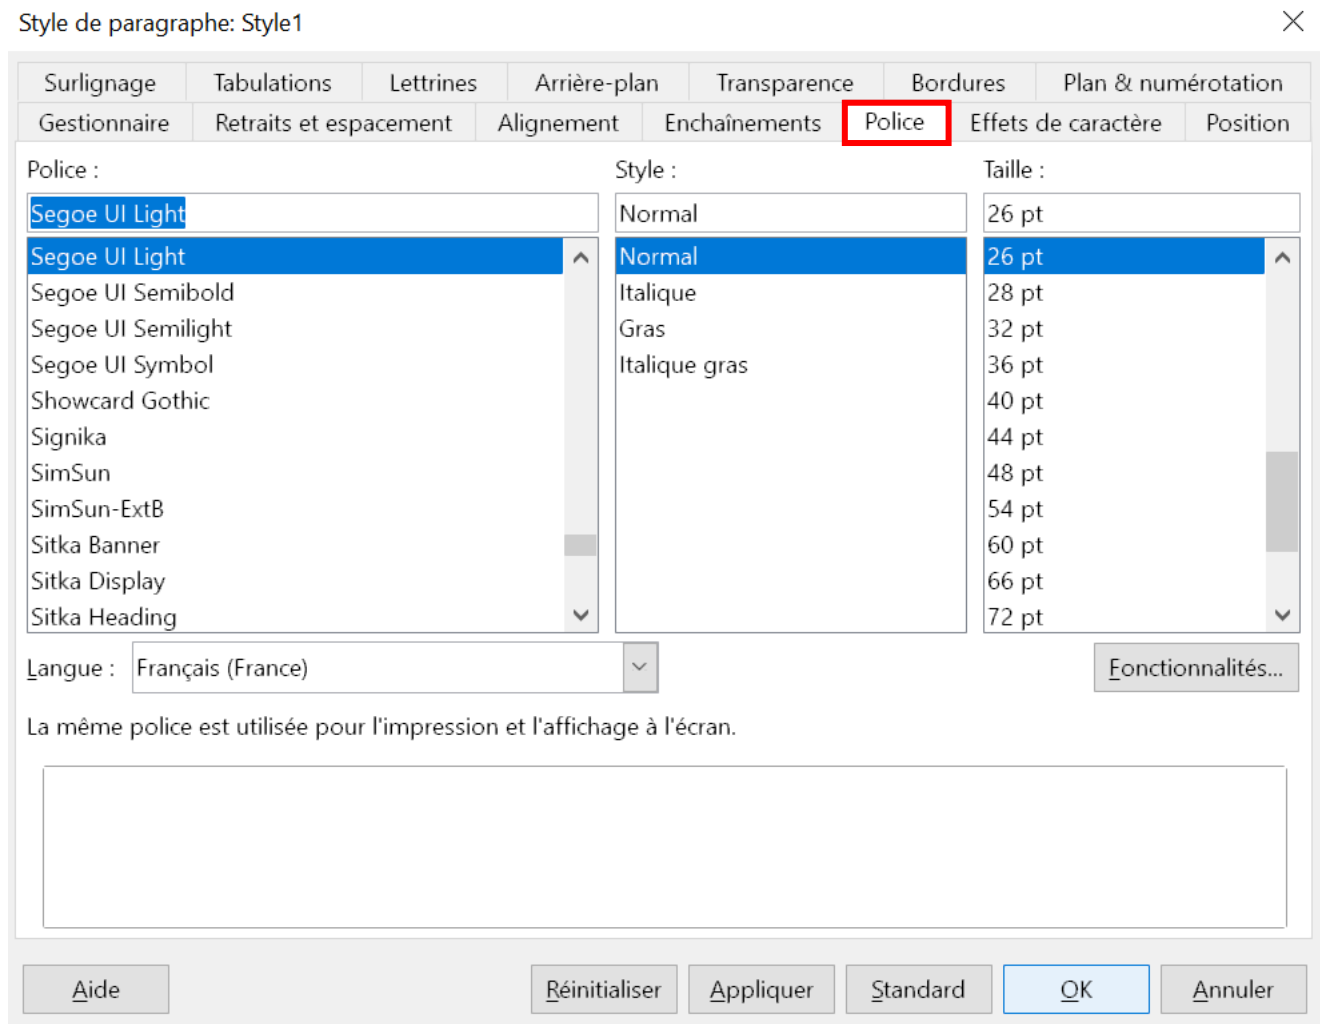 Style de paragraphe: Style1
Surlignage Tabulations Lettrines Arrière-plan Transparence Bordures Plan & numérotation
Gestionnaire Retraits et espacement Alignement Enchaînements Police Effets de caractère Position
Police : Style : Taille :
Segoe UI Light Normal 26 pt
Segoe UI Light Normal 26 pt
Segoe UI Semibold Italique 28 pt
Segoe UI Semilight Gras 32 pt
Segoe UI Symbol Italique gras 36 pt
Showcard Gothic 40 pt
Signika 44 pt
SimSun 48 pt
SimSun-ExtB 54 pt
Sitka Banner 60 pt
Sitka Display 66 pt
Sitka Heading 72 pt
Langue : Français (France) Fonctionnalités...
La même police est utilisée pour l'impression et l'affichage à l'écran.
Aide Réinitialiser Appliquer Standard OK Annuler